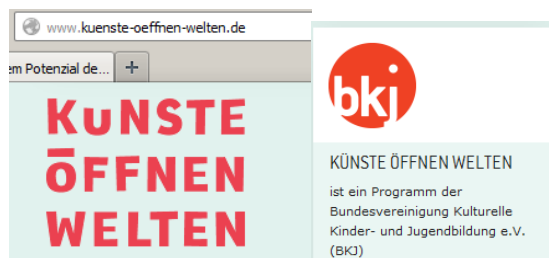 www.kuenste-oeffnen-welten.de
em Potenzial de... +
KuNSTE
ŌFFNEN
WELTEN
bkj
KÜNSTE ÖFFNEN WELTEN
ist ein Programm der
Bundesvereinigung Kulturelle
Kinder- und Jugendbildung e.V.
(BKJ)